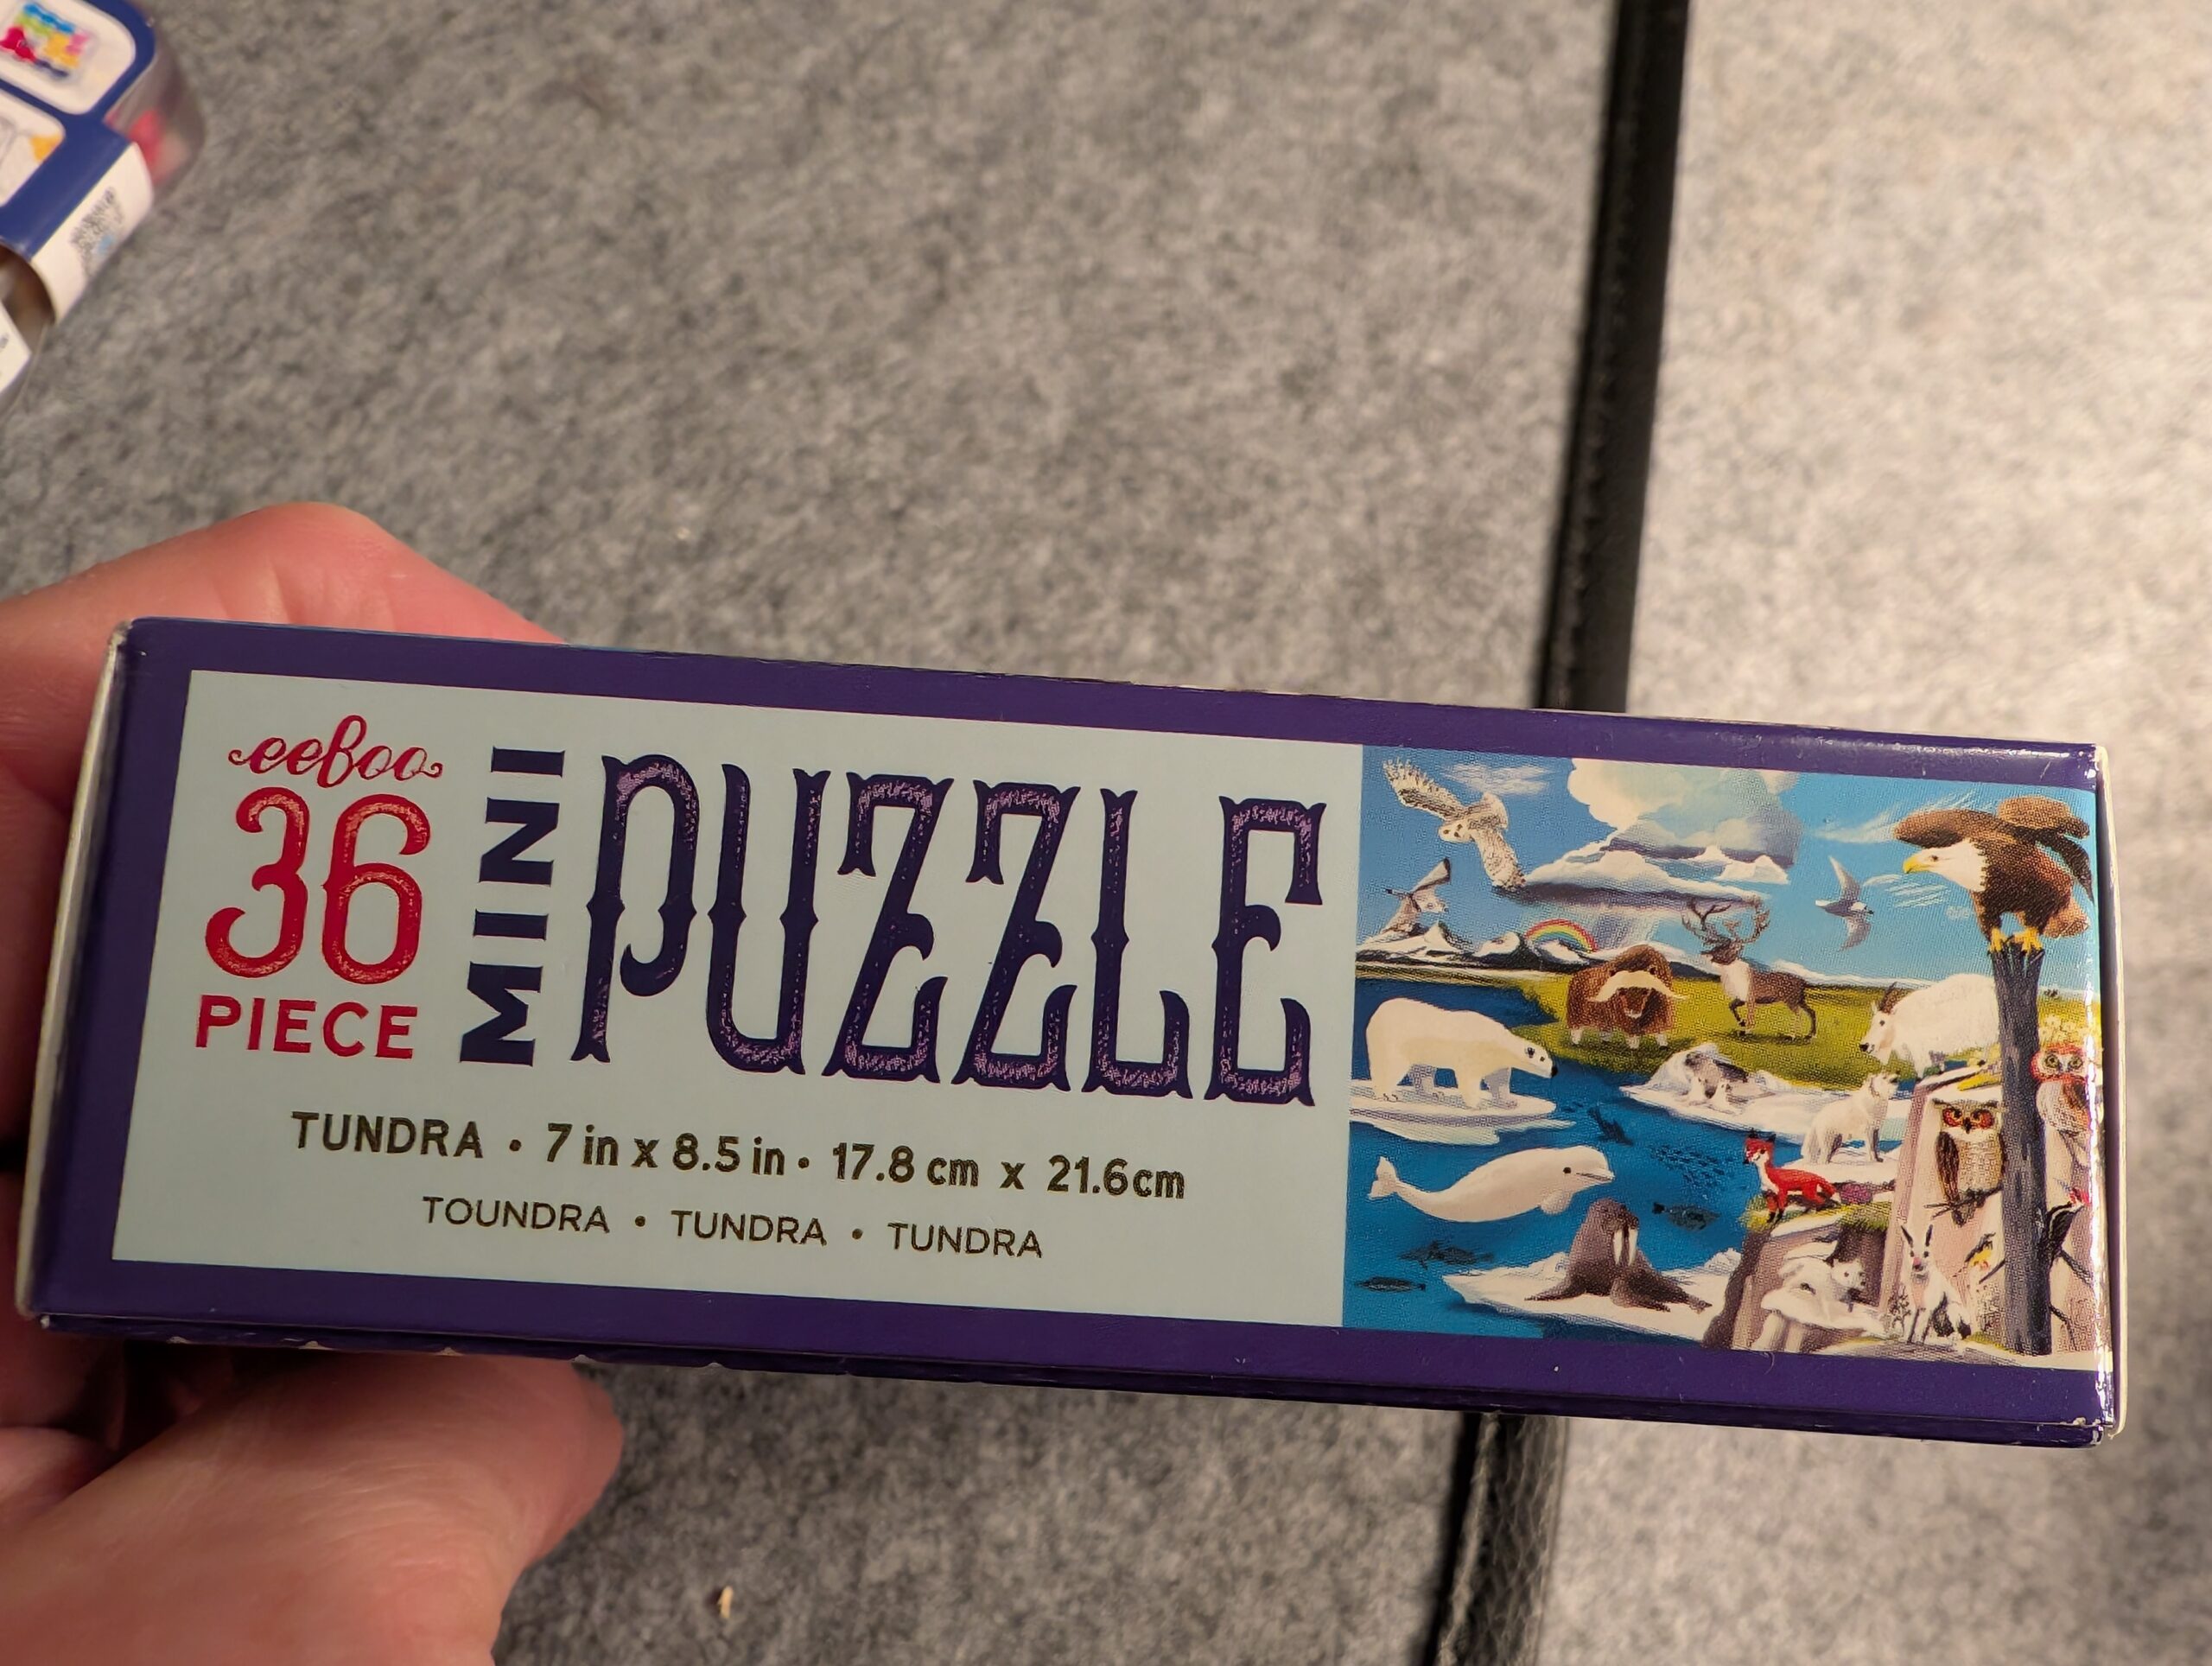 eeBoo
36
PIECE
MINI
PUZZLE
TUNDRA • 7 in x 8.5 in • 17.8 cm x 21.6cm
TOUNDRA • TUNDRA • TUNDRA